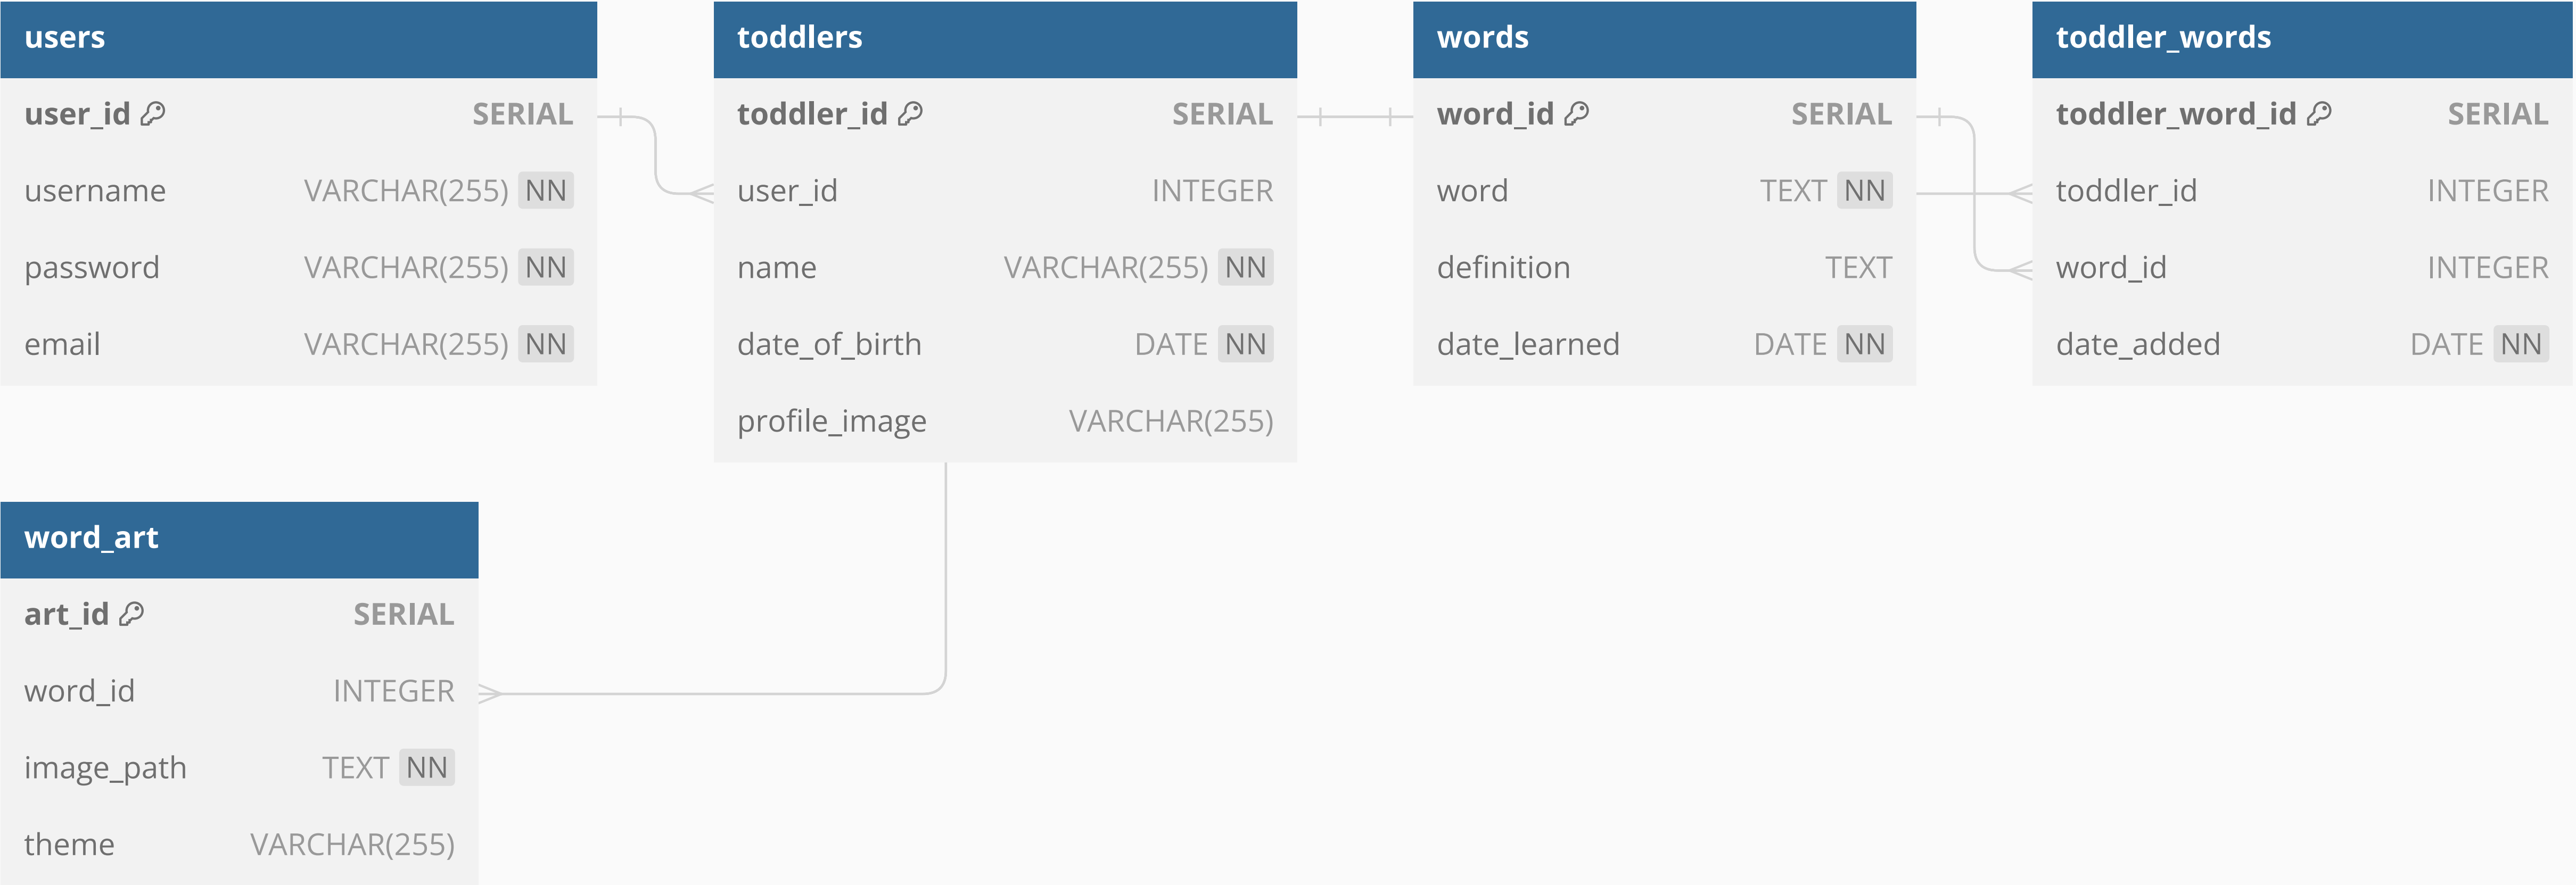 users
user_id SERIAL
username VARCHAR(255) NN
password VARCHAR(255) NN
email VARCHAR(255) NN
toddlers
toddler_id SERIAL
user_id INTEGER
name VARCHAR(255) NN
date_of_birth DATE NN
profile_image VARCHAR(255)
words
word_id SERIAL
word TEXT NN
definition TEXT
date_learned DATE NN
toddler_words
toddler_word_id SERIAL
toddler_id INTEGER
word_id INTEGER
date_added DATE NN
word_art
art_id SERIAL
word_id INTEGER
image_path TEXT NN
theme VARCHAR(255)